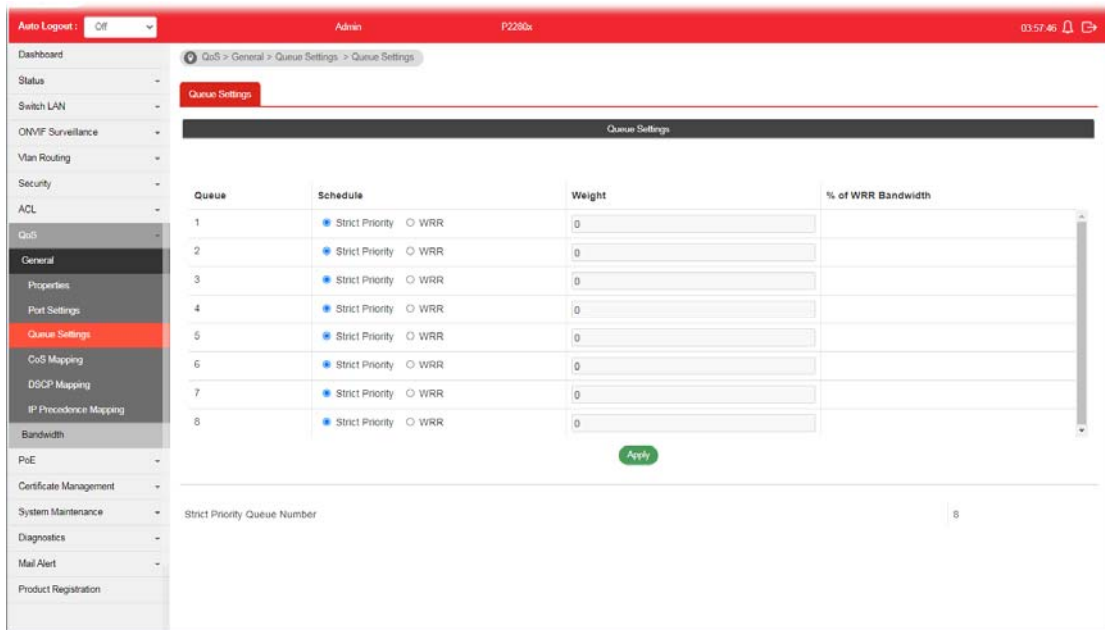 Auto Logout : Off Admin P2280x 03:57:46
Dashboard
Status
Switch LAN
ONVIF Surveillance
Vlan Routing
Security
ACL
QoS
General
Properties
Port Settings
Queue Settings
CoS Mapping
DSCP Mapping
IP Precedence Mapping
Bandwidth
PoE
Certificate Management
System Maintenance
Diagnostics
Mail Alert
Product Registration
QoS > General > Queue Settings > Queue Settings
Queue Settings
Queue Settings
Queue Schedule Weight % of WRR Bandwidth
1 Strict Priority WRR 0
2 Strict Priority WRR 0
3 Strict Priority WRR 0
4 Strict Priority WRR 0
5 Strict Priority WRR 0
6 Strict Priority WRR 0
7 Strict Priority WRR 0
8 Strict Priority WRR 0
Apply
Strict Priority Queue Number 8